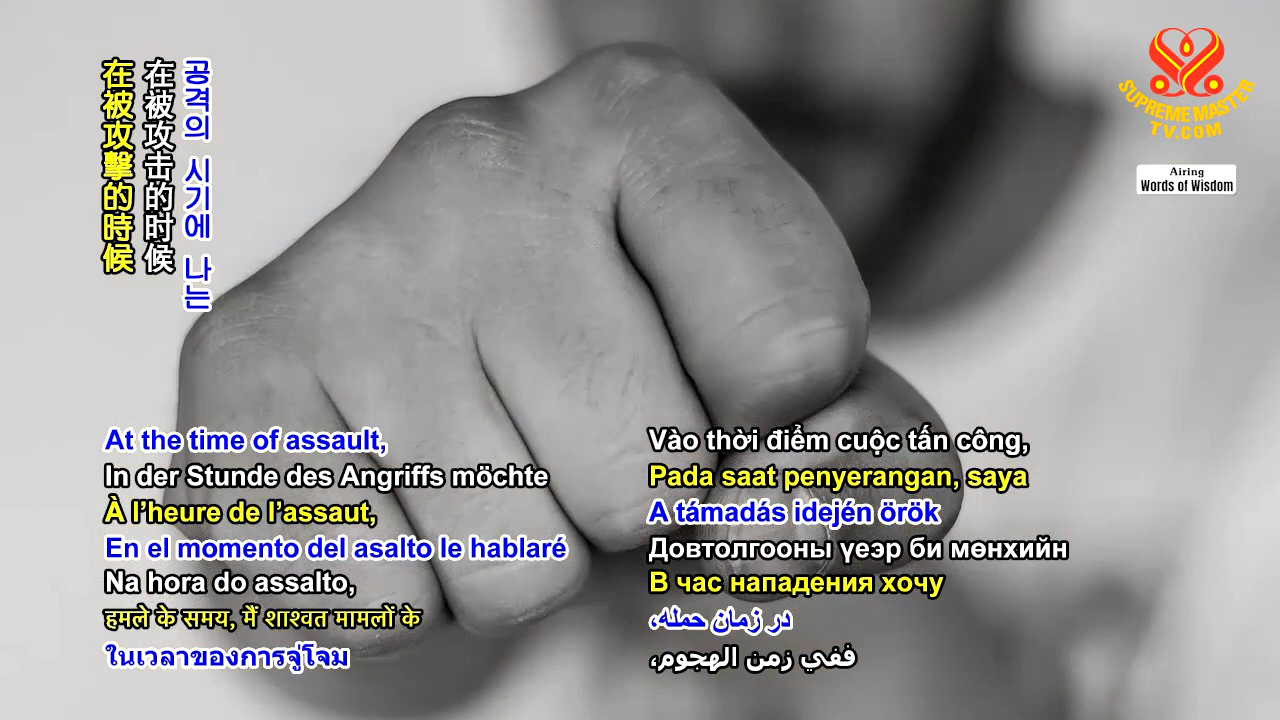 在被攻擊的時候
在被攻击的时候
공격의 시기에 나는
SUPREME MASTER
TV.COM
Airing
Words of Wisdom
At the time of assault,
In der Stunde des Angriffs möchte
À l’heure de l’assaut,
En el momento del asalto le hablaré
Na hora do assalto,
हमले के समय, मैं शाश्वत मामलों के
ในเวลาของการจู่โจม
Vào thời điểm cuộc tấn công,
Pada saat penyerangan, saya
A támadás idején örök
Довтолгооны үеэр би мөнхийн
В час нападения хочу
در زمان حمله،
ففي زمن الهجوم،